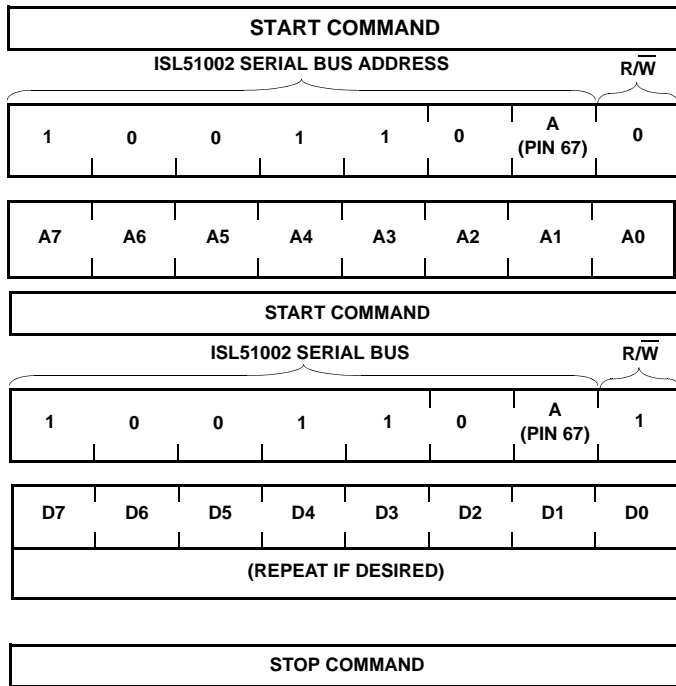 START COMMAND
ISL51002 SERIAL BUS ADDRESS R/W̅
1 0 0 1 1 0 A (PIN 67) 0
A7 A6 A5 A4 A3 A2 A1 A0
START COMMAND
ISL51002 SERIAL BUS R/W̅
1 0 0 1 1 0 A (PIN 67) 1
D7 D6 D5 D4 D3 D2 D1 D0
(REPEAT IF DESIRED)
STOP COMMAND